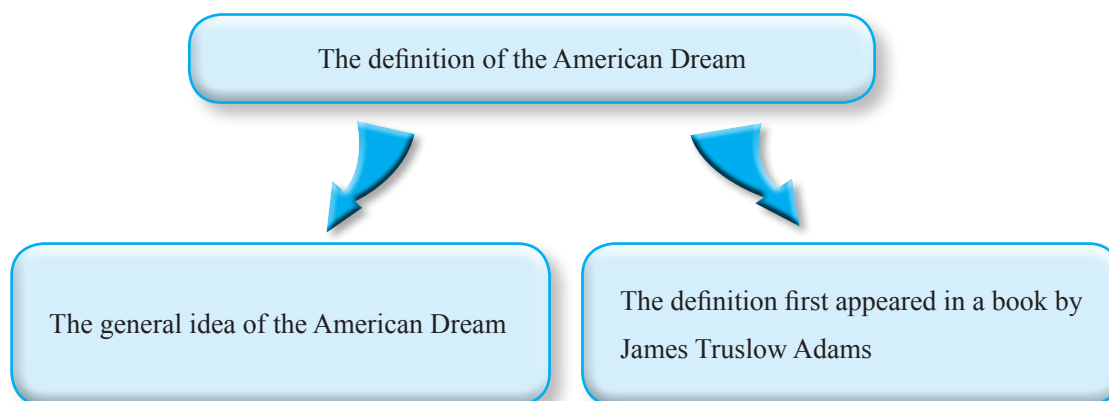 The definition of the American Dream
The general idea of the American Dream
The definition first appeared in a book by
James Truslow Adams